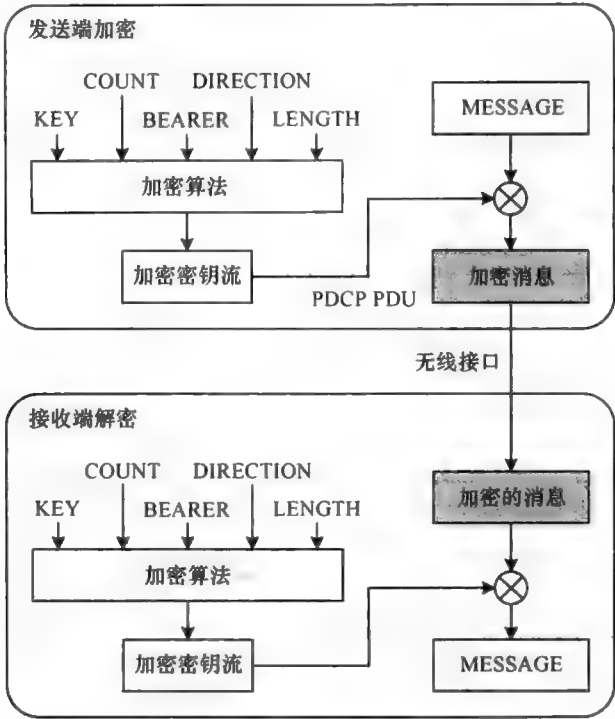 发送端加密
COUNT DIRECTION
KEY BEARER LENGTH
MESSAGE
加密算法
加密密钥流
加密消息
PDCP PDU
无线接口
接收端解密
COUNT DIRECTION
KEY BEARER LENGTH
加密的消息
加密算法
加密密钥流
MESSAGE